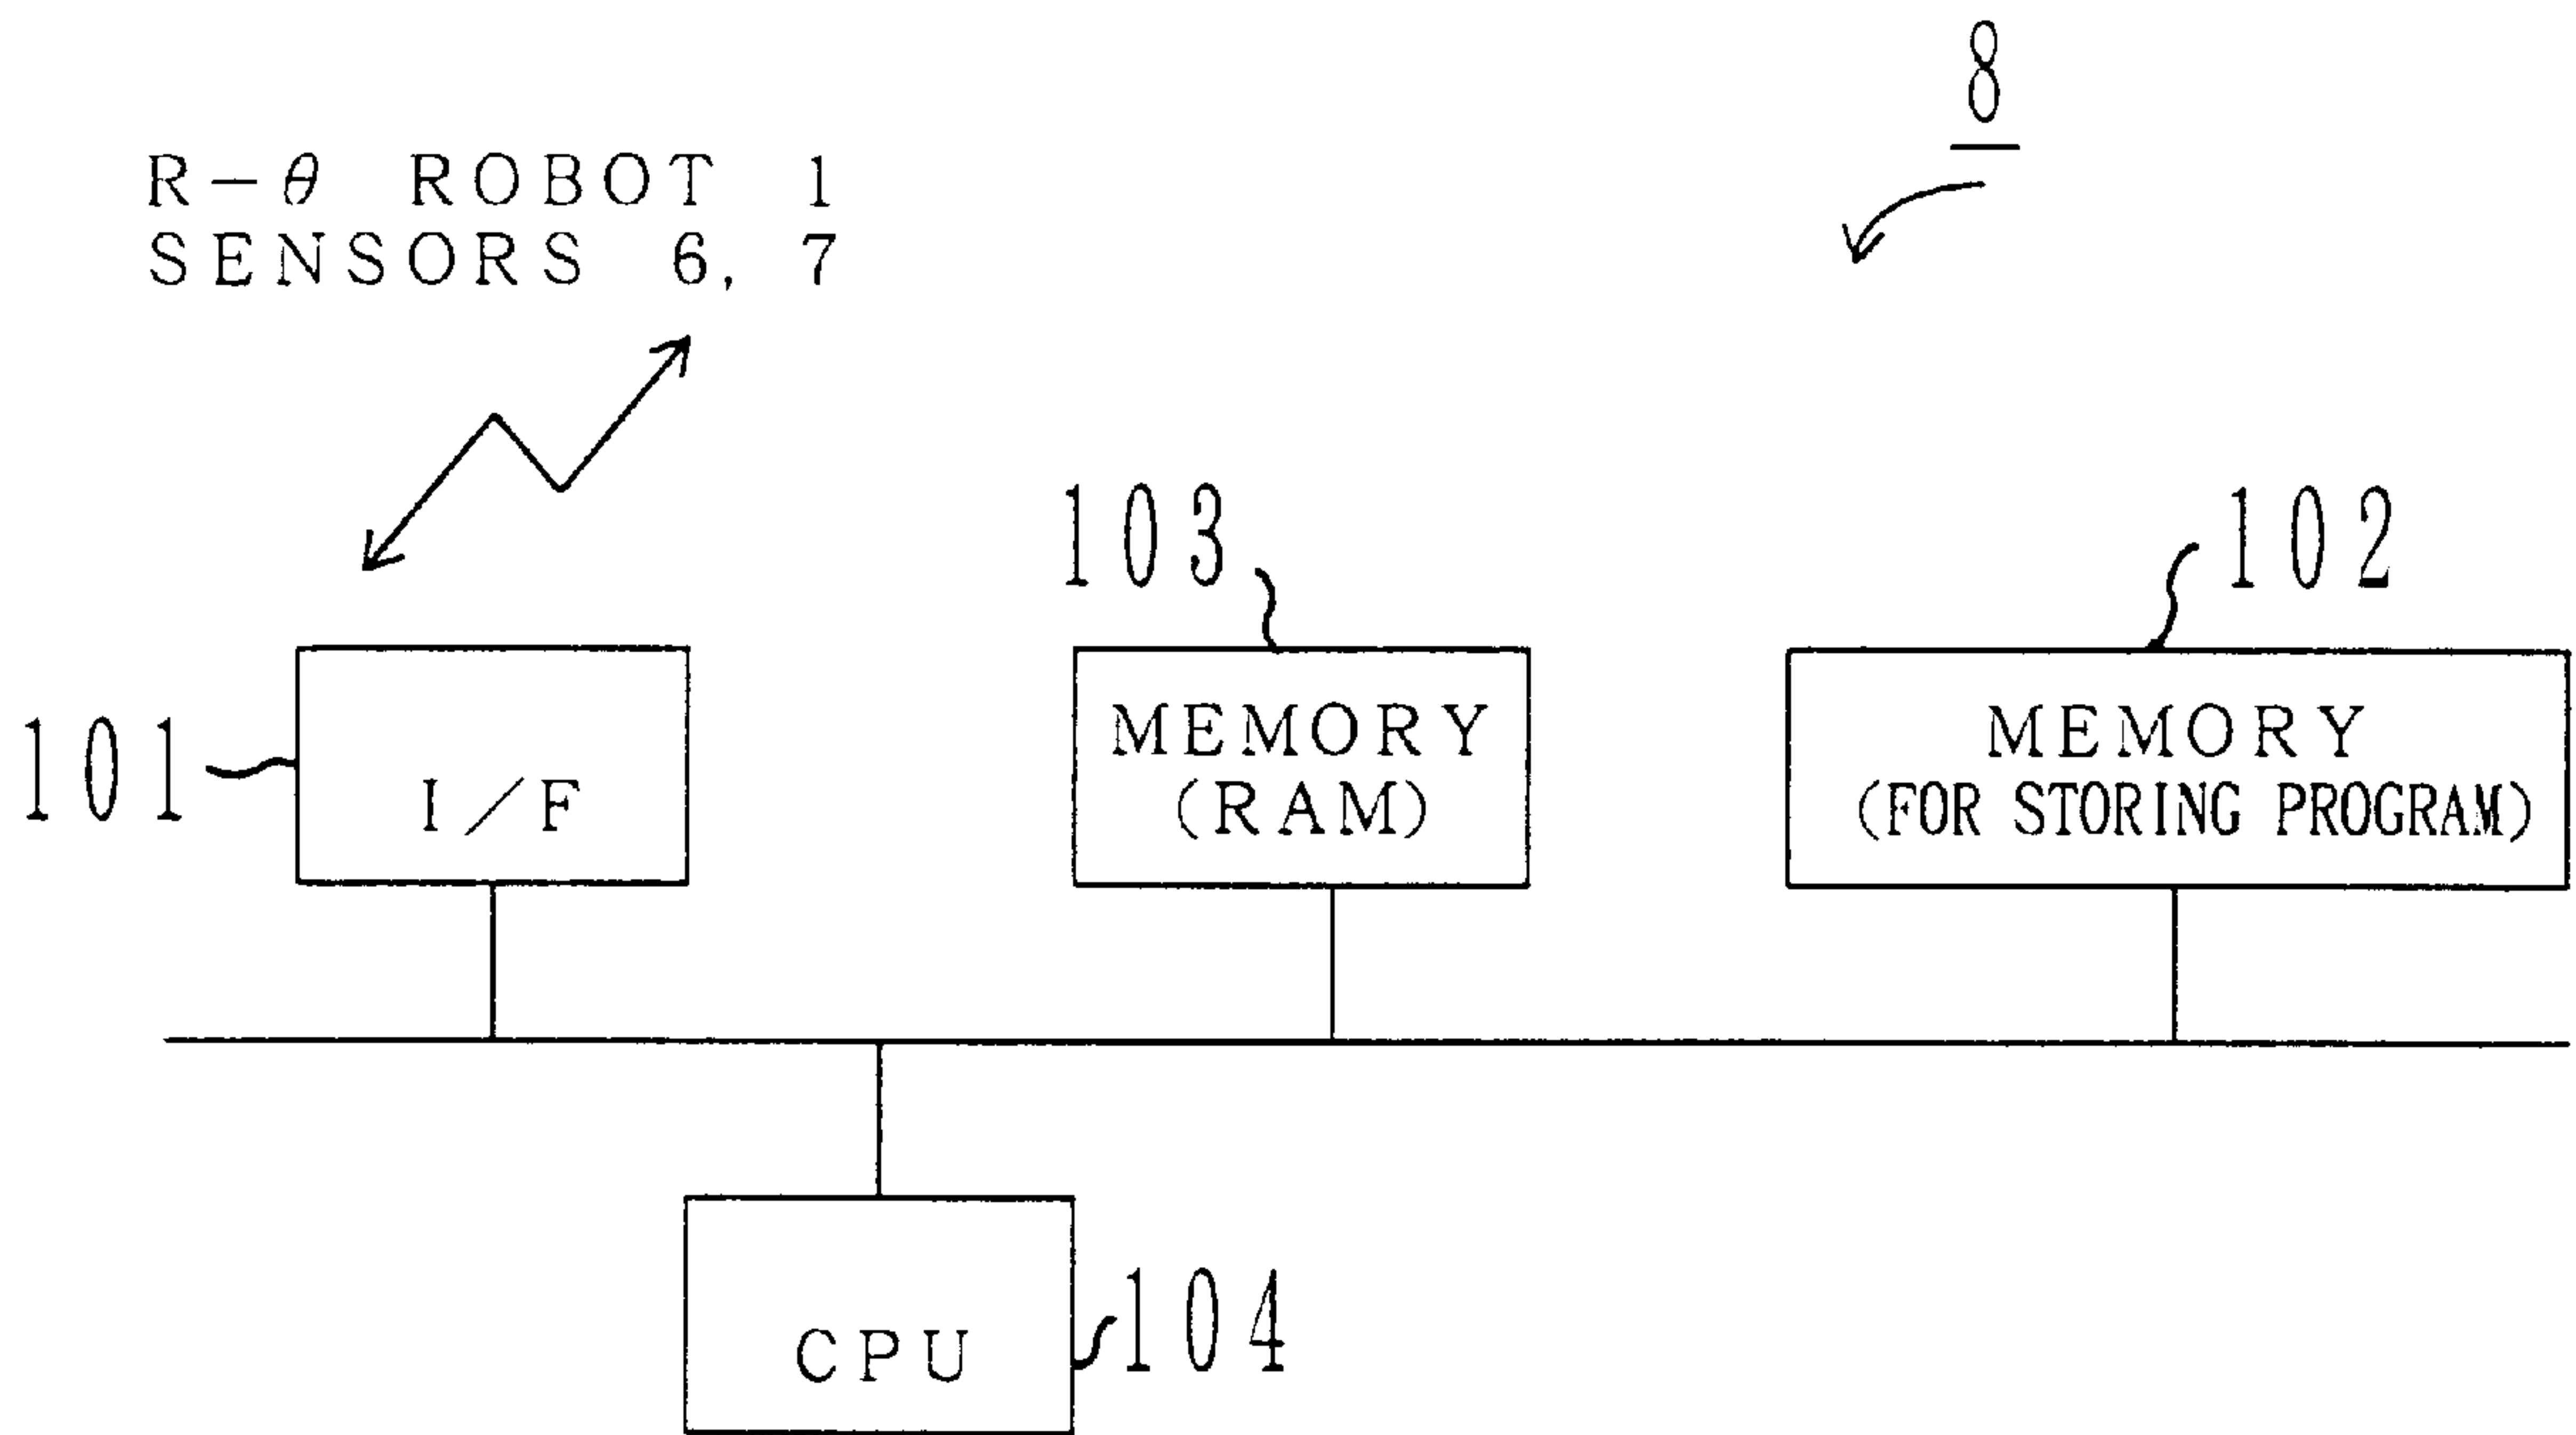 8
R-θ ROBOT 1
SENSORS 6, 7
103
102
101
I/F
MEMORY
(RAM)
MEMORY
(FOR STORING PROGRAM)
CPU
104